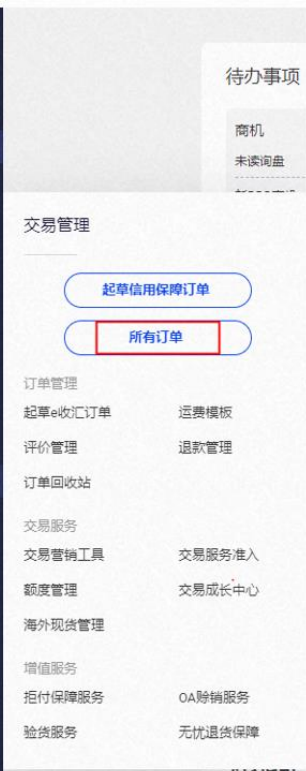 待办事项
商机
未读询盘
交易管理
起草信用保障订单
所有订单
订单管理
起草e收汇订单 运费模板
评价管理 退款管理
订单回收站
交易服务
交易营销工具 交易服务准入
额度管理 交易成长中心
海外现货管理
增值服务
拒付保障服务 OA赊销服务
验货服务 无忧退货保障